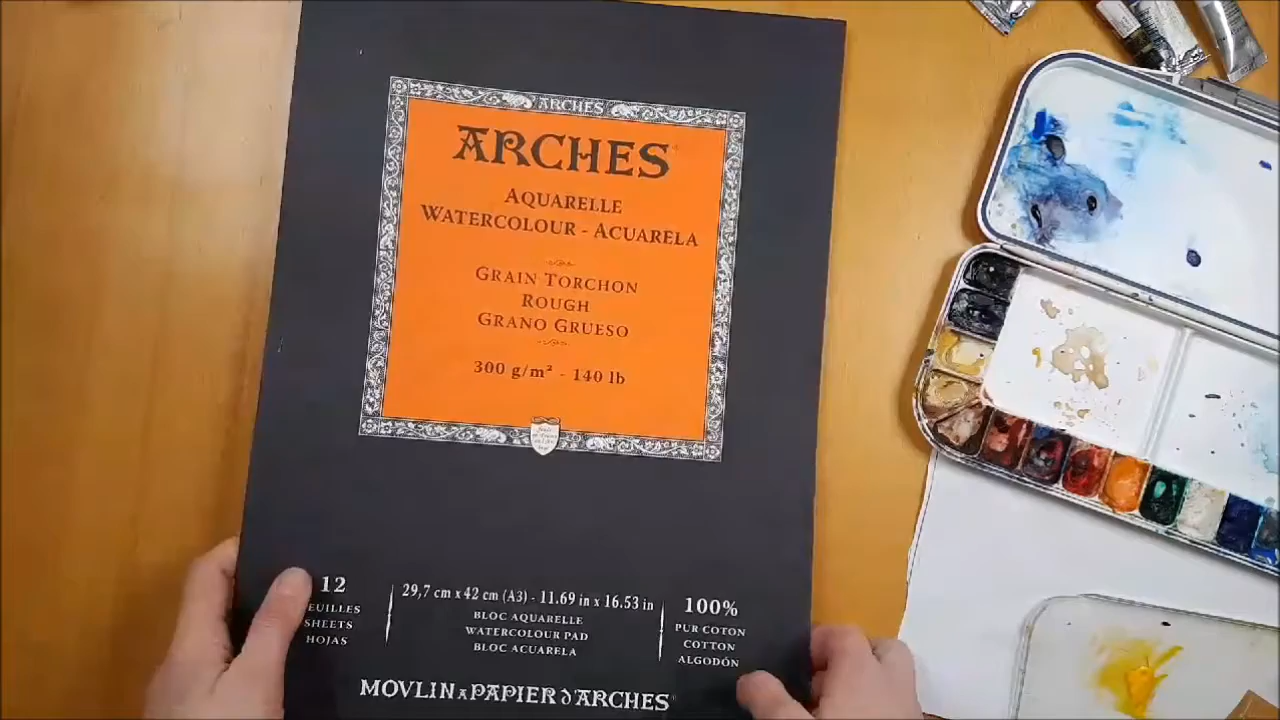 ARCHES
ARCHES
AQUARELLE
WATERCOLOUR - ACUARELA
GRAIN TORCHON
ROUGH
GRANO GRUESO
300 g/m² - 140 lb
12
EUILLES
SHEETS
HOJAS
29,7 cm x 42 cm (A3) - 11.69 in x 16.53 in
BLOC AQUARELLE
WATERCOLOUR PAD
BLOC ACUARELA
100%
PUR COTON
COTTON
ALGODÓN
MOVLIN A PAPIER D'ARCHES